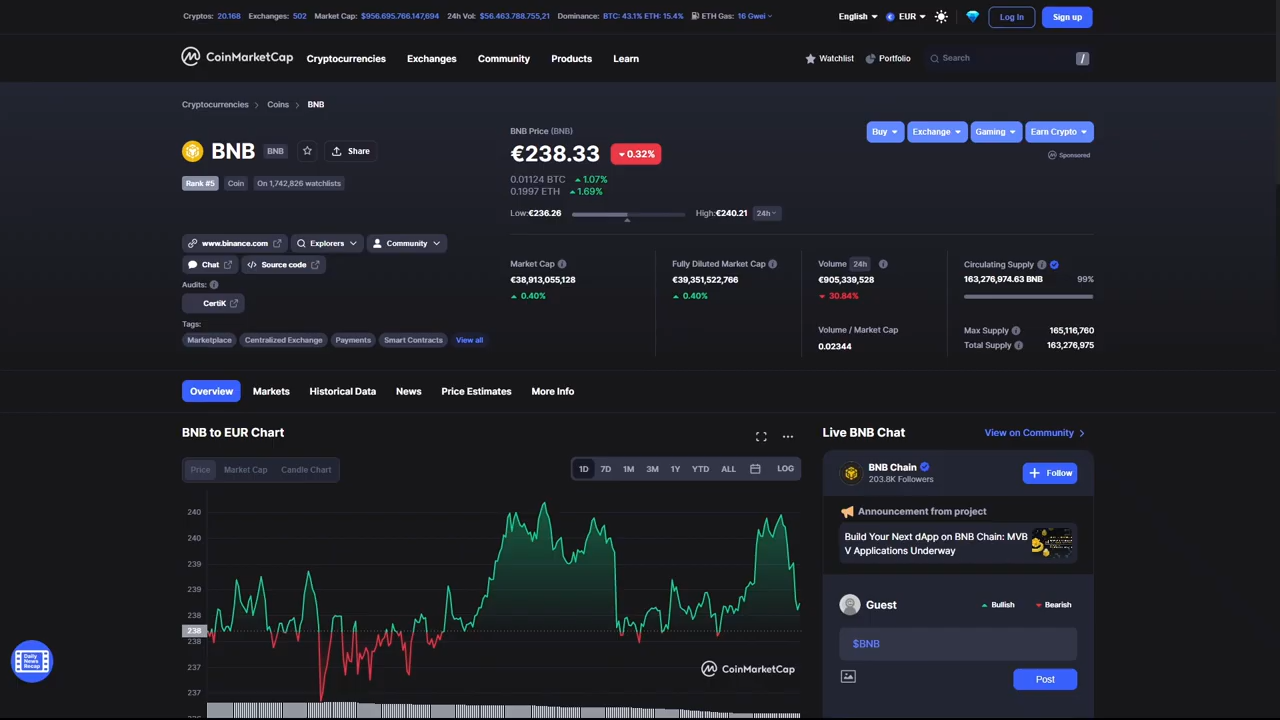 Cryptos: 20.168 Exchanges: 502 Market Cap: $956.695.766.147,694 24h Vol: $56.463.788.755,21 Dominance: BTC: 43.1% ETH: 15.4% ETH Gas: 16 Gwei
English EUR Log In Sign up
CoinMarketCap Cryptocurrencies Exchanges Community Products Learn Watchlist Portfolio Search /
Cryptocurrencies > Coins > BNB
BNB BNB Share
Rank #5 Coin On 1,742,826 watchlists
www.binance.com Explorers Community
Chat Source code
Audits:
CertiK
Tags:
Marketplace Centralized Exchange Payments Smart Contracts View all
BNB Price (BNB)
€238.33 0.32%
0.01124 BTC 1.07%
0.1997 ETH 1.69%
Low:€236.26 High:€240.21 24h
Buy Exchange Gaming Earn Crypto
Sponsored
Market Cap
€38,913,055,128
0.40%
Fully Diluted Market Cap
€39,351,522,766
0.40%
Volume 24h
€905,339,528
30.84%
Volume / Market Cap
0.02344
Circulating Supply
163,276,974.63 BNB 99%
Max Supply 165,116,760
Total Supply 163,276,975
Overview Markets Historical Data News Price Estimates More Info
BNB to EUR Chart
Price Market Cap Candle Chart
1D 7D 1M 3M 1Y YTD ALL LOG
240
240
239
239
238
238
238
237
237
CoinMarketCap
Daily
News
Recap
Live BNB Chat View on Community
BNB Chain
203.8K Followers
Follow
Announcement from project
Build Your Next dApp on BNB Chain: MVB
V Applications Underway
Guest Bullish Bearish
$BNB
Post